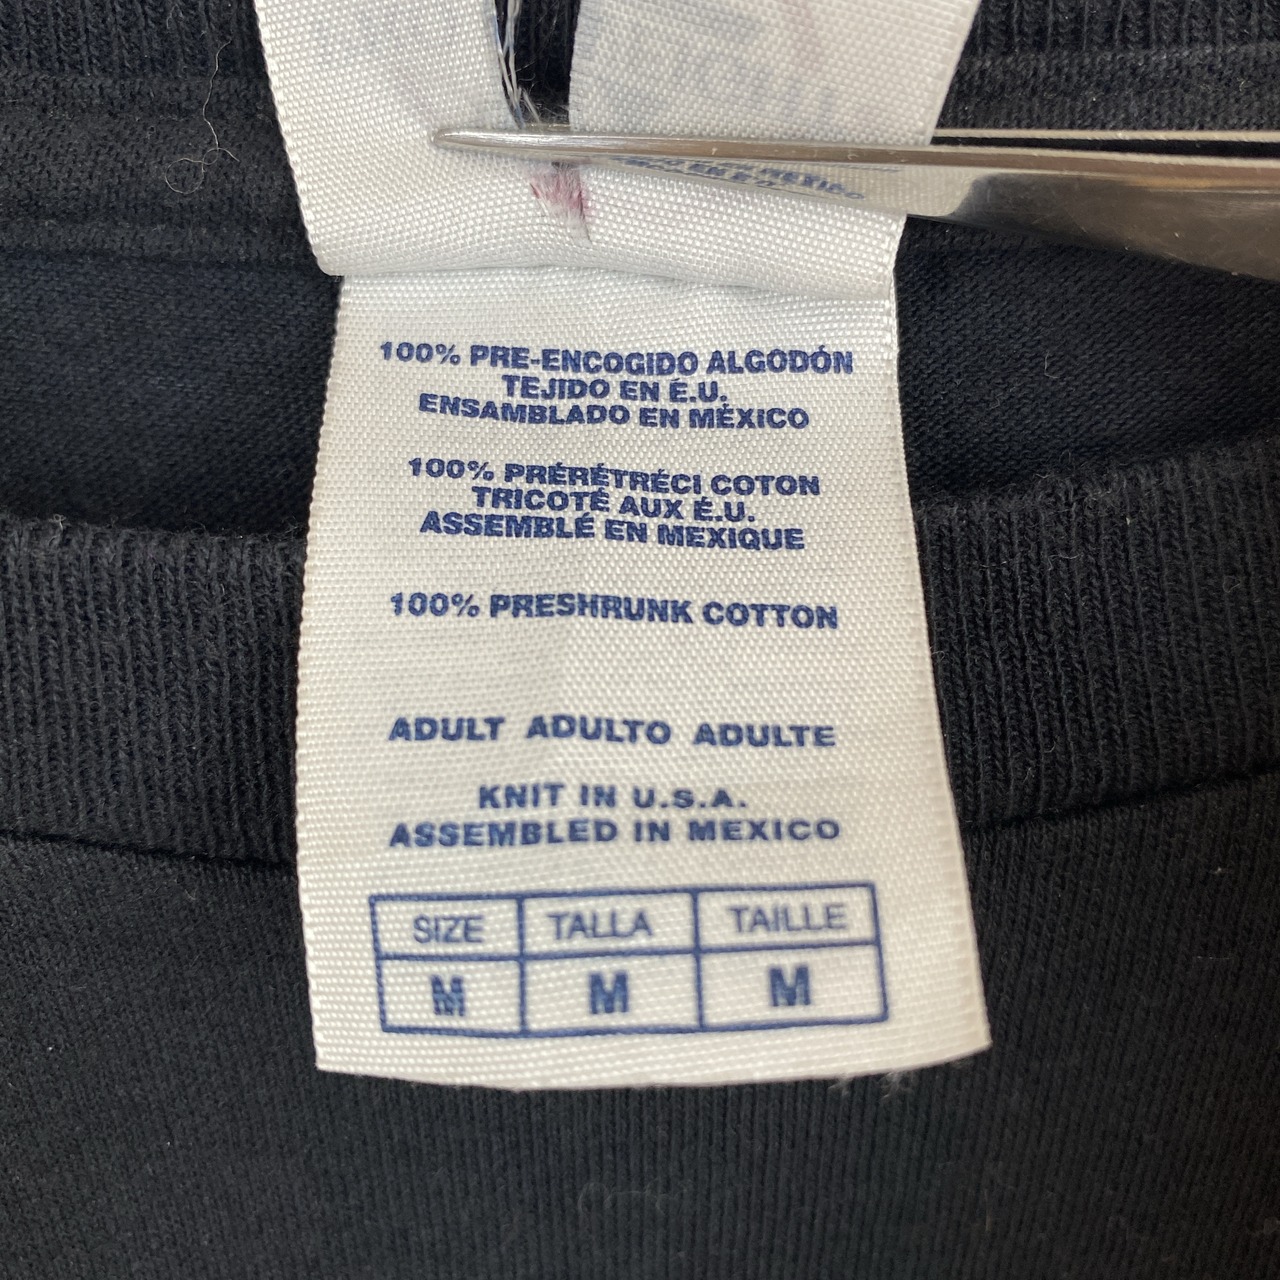 100% PRE-ENCOGIDO ALGODÓN
TEJIDO EN É.U.
ENSAMBLADO EN MÉXICO
100% PRÉRÉTRÉCI COTON
TRICOTÉ AUX É.U.
ASSEMBLÉ EN MEXIQUE
100% PRESHRUNK COTTON
ADULT ADULTO ADULTE
KNIT IN U.S.A.
ASSEMBLED IN MEXICO
SIZE TALLA TAILLE
M M M